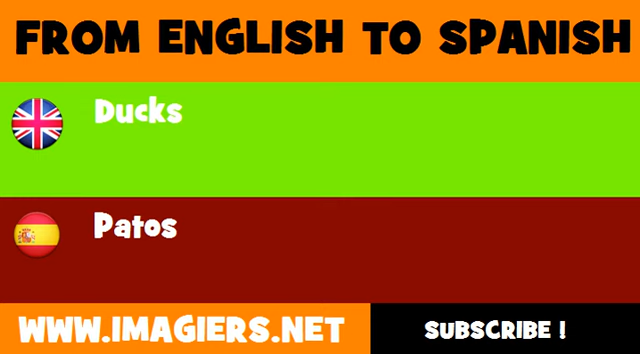 FROM ENGLISH TO SPANISH
Ducks
Patos
WWW.IMAGIERS.NET
SUBSCRIBE !